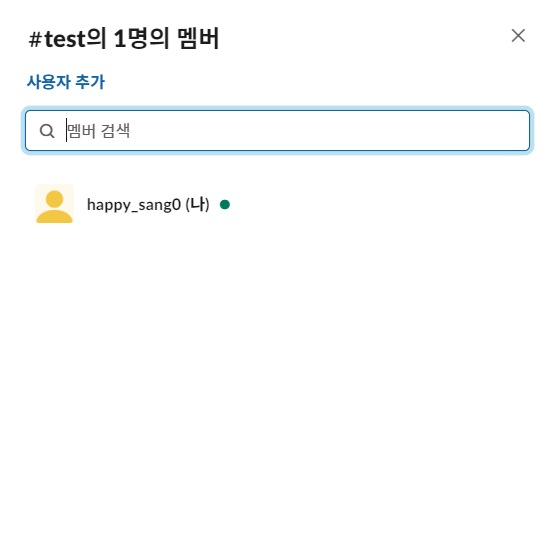 #test의 1명의 멤버
사용자 추가
멤버 검색
happy_sang0 (나)